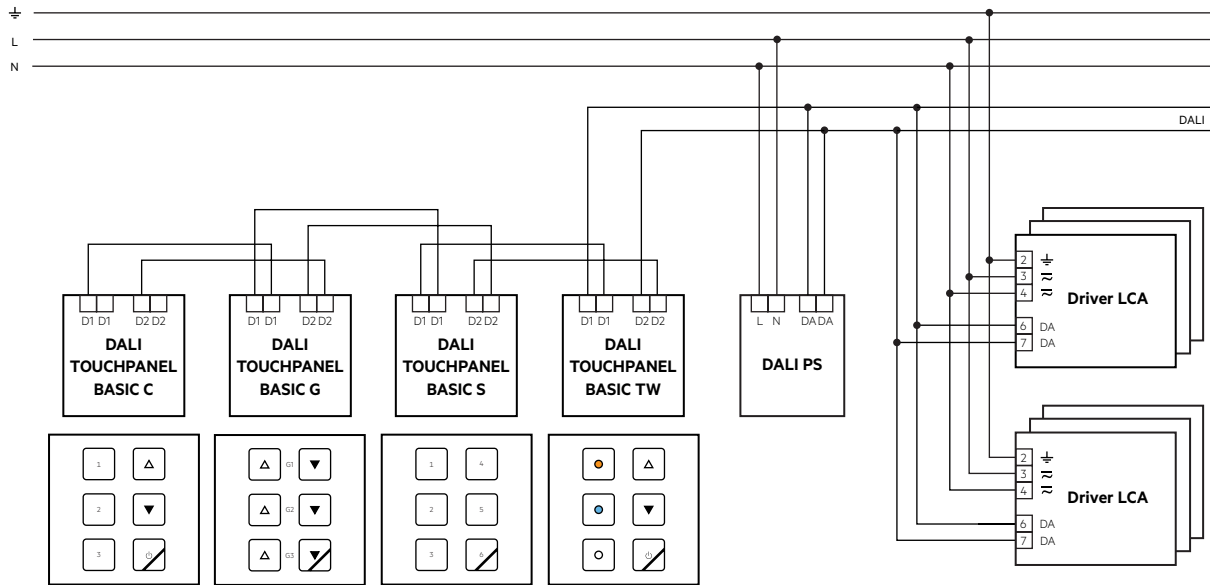 L
N
DALI
D1 D1 D2 D2
DALI
TOUCHPANEL
BASIC C
D1 D1 D2 D2
DALI
TOUCHPANEL
BASIC G
D1 D1 D2 D2
DALI
TOUCHPANEL
BASIC S
D1 D1 D2 D2
DALI
TOUCHPANEL
BASIC TW
L N DA DA
DALI PS
2
3
4
6 DA
7 DA
Driver LCA
2
3
4
6 DA
7 DA
Driver LCA
1
2
3
G1
G2
G3
1 4
2 5
3 6